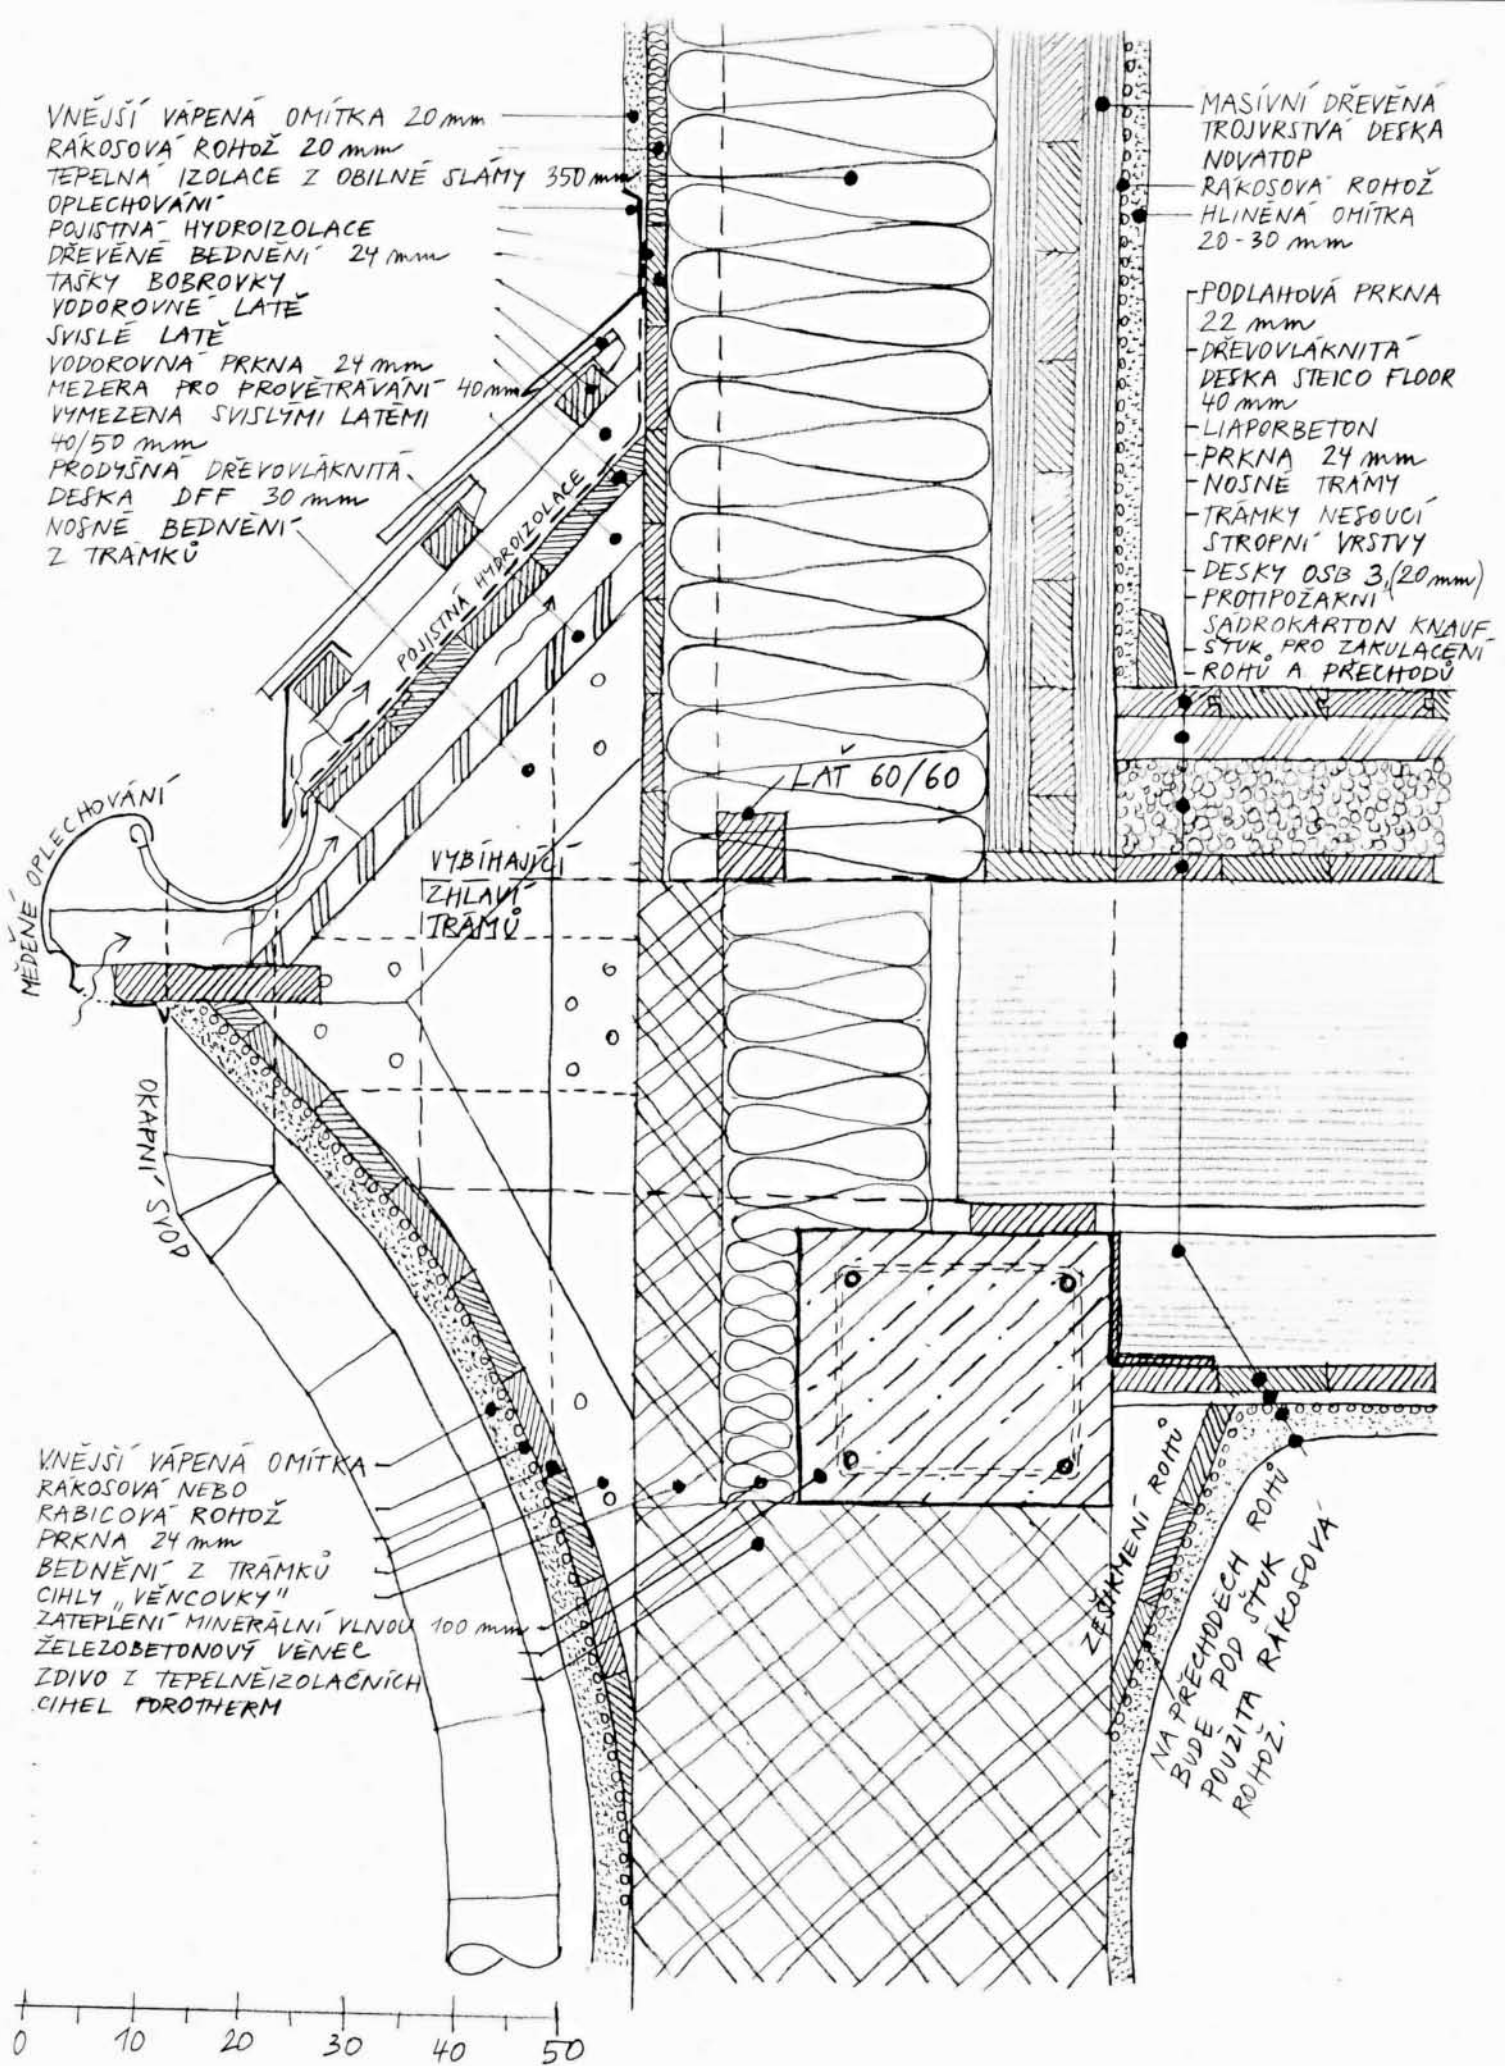 VNĚJŠÍ VÁPENÁ OMÍTKA 20 mm
RÁKOSOVÁ ROHOŽ 20 mm
TEPELNÁ IZOLACE Z OBILNÉ SLÁMY 350 mm
OPLECHOVÁNÍ
POJISTNÁ HYDROIZOLACE
DŘEVĚNÉ BEDNĚNÍ 24 mm
TAŠKY BOBROVKY
VODOROVNÉ LATĚ
SVISLÉ LATĚ
VODOROVNÁ PRKNA 24 mm
MEZERA PRO PROVĚTRÁVÁNÍ 40 mm
VYMEZENA SVISLÝMI LATĚMI
40/50 mm
PRODYŠNÁ DŘEVOVLÁKNITÁ
DESKA DFF 30 mm
NOSNÉ BEDNĚNÍ
Z TRÁMKŮ
MASÍVNÍ DŘEVĚNÁ
TROJVRSTVÁ DESKA
NOVATOP
RÁKOSOVÁ ROHOŽ
HLINĚNÁ OMÍTKA
20-30 mm
PODLAHOVÁ PRKNA
22 mm
DŘEVOVLÁKNITÁ
DESKA STEICO FLOOR
40 mm
LIAPORBETON
PRKNA 24 mm
NOSNÉ TRÁMY
TRÁMKY NESOUCÍ
STROPNÍ VRSTVY
DESKY OSB 3 (20 mm)
PROTIPOŽÁRNÍ
SÁDROKARTON KNAUF
ŠTUK PRO ZAKULACENÍ
ROHŮ A PŘECHODŮ
POJISTNÁ HYDROIZOLACE
LAŤ 60/60
MĚDĚNÉ OPLECHOVÁNÍ
VYBÍHAJÍCÍ
ZHLAVÍ
TRÁMŮ
OKAPNÍ SVOD
VNĚJŠÍ VÁPENÁ OMÍTKA
RÁKOSOVÁ NEBO
RABICOVÁ ROHOŽ
PRKNA 24 mm
BEDNĚNÍ Z TRÁMKŮ
CIHLY „VĚNCOVKY"
ZATEPLENÍ MINERÁLNÍ VLNOU 100 mm
ŽELEZOBETONOVÝ VĚNEC
ZDIVO Z TEPELNĚIZOLAČNÍCH
CIHEL POROTHERM
ZEŠIKMENÍ ROHŮ
NA PŘECHODECH ROHŮ
BUDE POD ŠTUK
POUŽITA RÁKOSOVÁ
ROHOŽ.
0 10 20 30 40 50